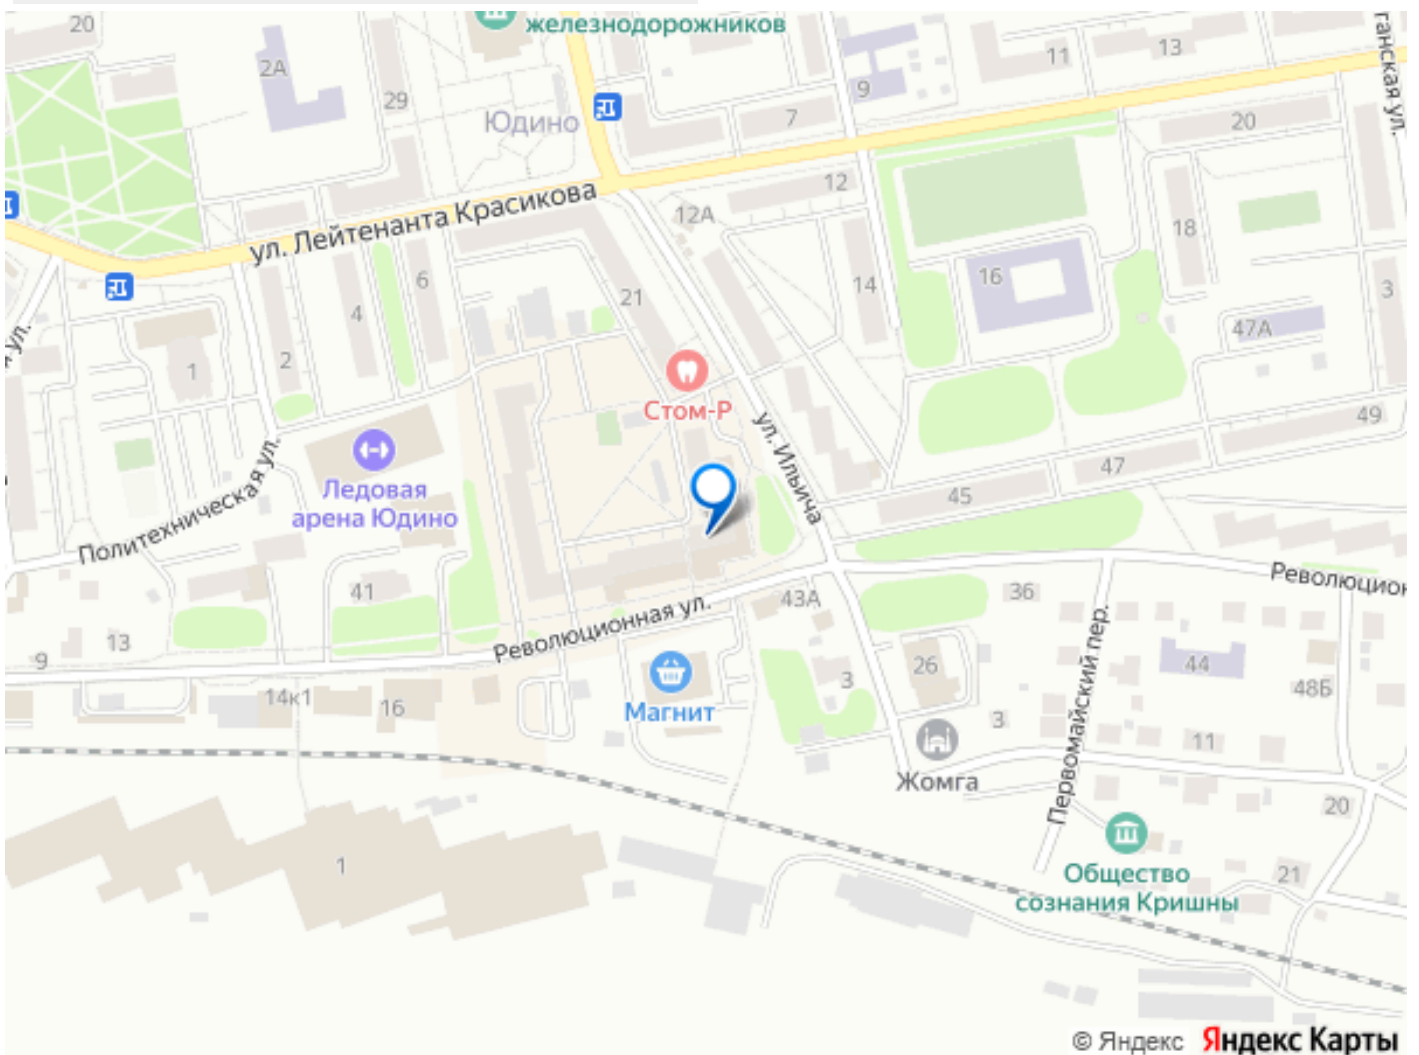 20
железнодорожников
11
13
ганская ул.
2А
29
9
Юдино
7
20
ул. Лейтенанта Красикова
12
12А
18
6
21
14
16
3
4
47А
2
1
Стом-Р
49
ул. Ильича
47
45
Ледовая
арена Юдино
Политехническая ул.
41
36
Революцион
43А
Революционная ул.
13
9
26
44
3
48Б
14к1
16
Магнит
3
11
Первомайский пер.
Жомга
20
1
Общество
сознания Кришны
21
© Яндекс Яндекс Карты